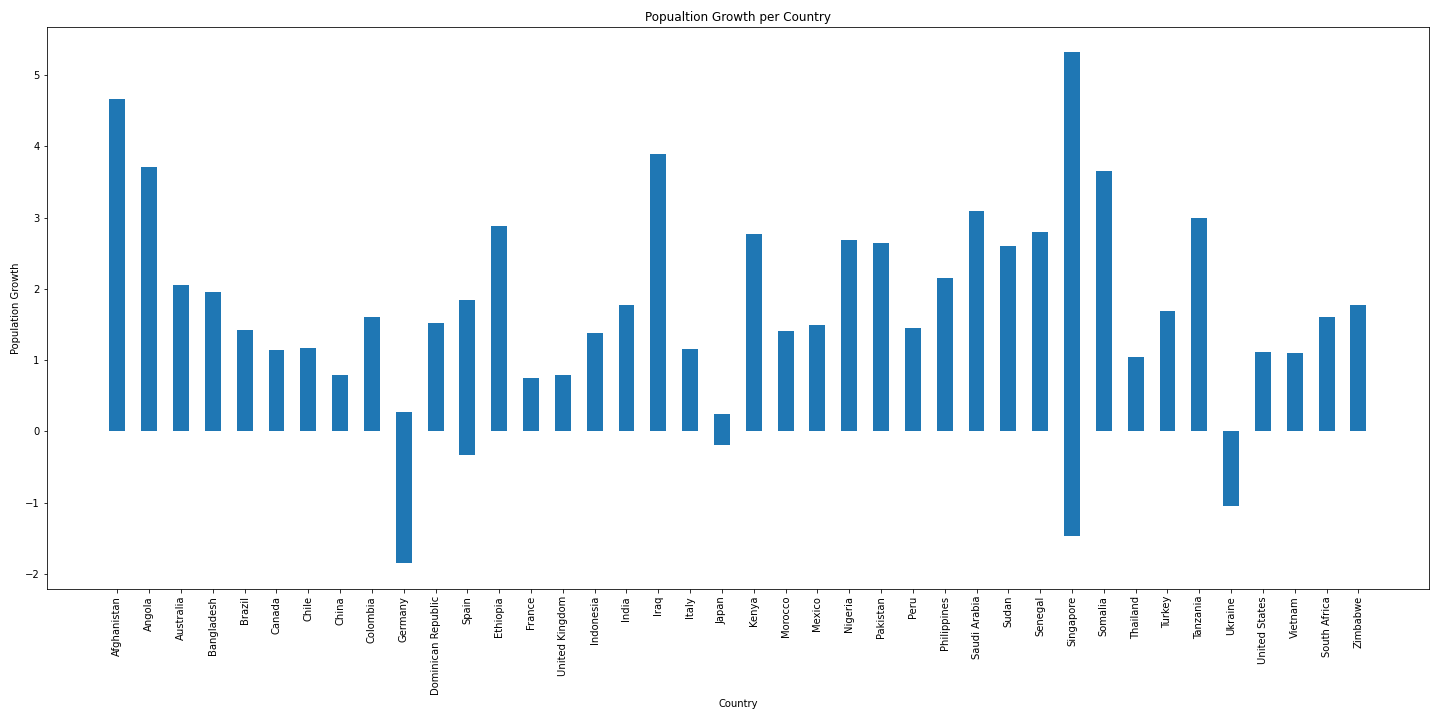 Popualtion Growth per Country
Population Growth
5
4
3
2
1
0
−1
−2
Afghanistan
Angola
Australia
Bangladesh
Brazil
Canada
Chile
China
Colombia
Germany
Dominican Republic
Spain
Ethiopia
France
United Kingdom
Indonesia
India
Iraq
Italy
Japan
Kenya
Morocco
Mexico
Nigeria
Pakistan
Peru
Philippines
Saudi Arabia
Sudan
Senegal
Singapore
Somalia
Thailand
Turkey
Tanzania
Ukraine
United States
Vietnam
South Africa
Zimbabwe
Country